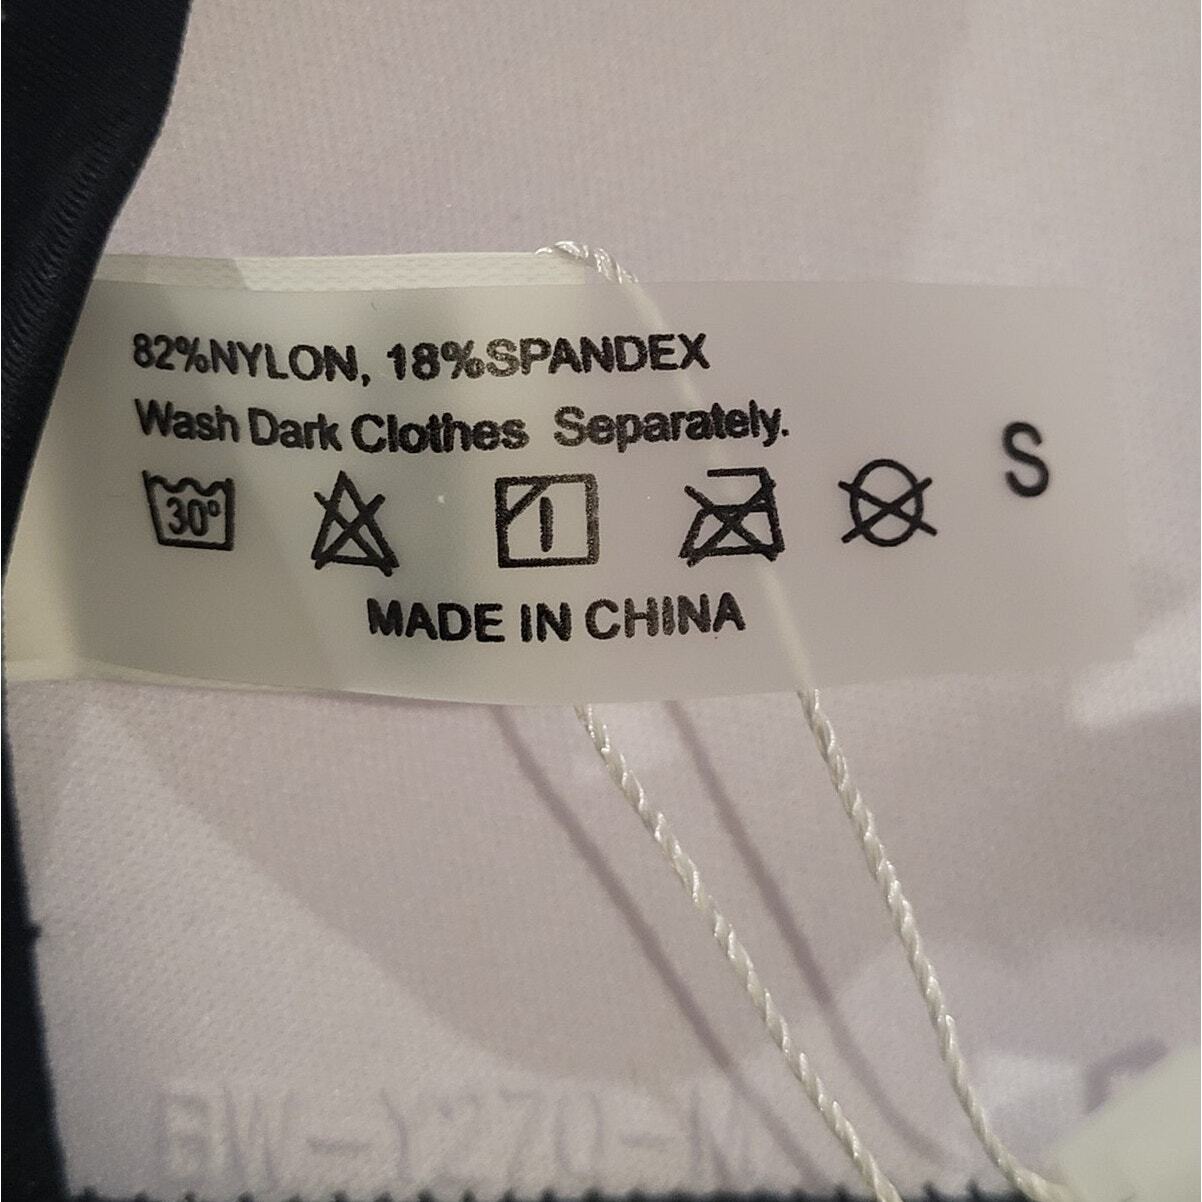 82%NYLON, 18%SPANDEX
Wash Dark Clothes Separately.
30°
S
MADE IN CHINA